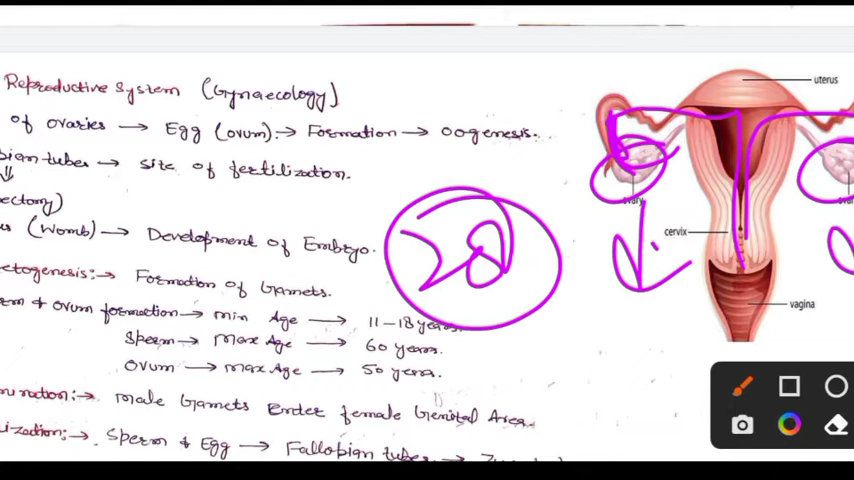 Reproductive System (Gynaecology)
of ovaries → Egg (ovum) :→ Formation → oogenesis.
tubes → site of fertilization.
(Womb) → Development of Embryo.
Formation of Gamets.
ovum formation → min Age → 11-18 years.
Sperm → Max Age → 60 years.
Ovum → max Age → 50 years.
male Gamets Enter female Genital Area.
Sperm & Egg → Fallopian tubes →
28
uterus
ovary
cervix
vagina